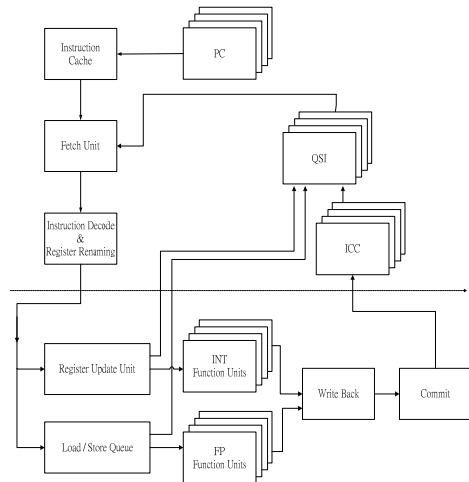 Instruction
Cache
PC
Fetch Unit
QSI
Instruction Decode
&
Register Renaming
ICC
Register Update Unit
INT
Function Units
Write Back
Commit
Load / Store Queue
FP
Function Units